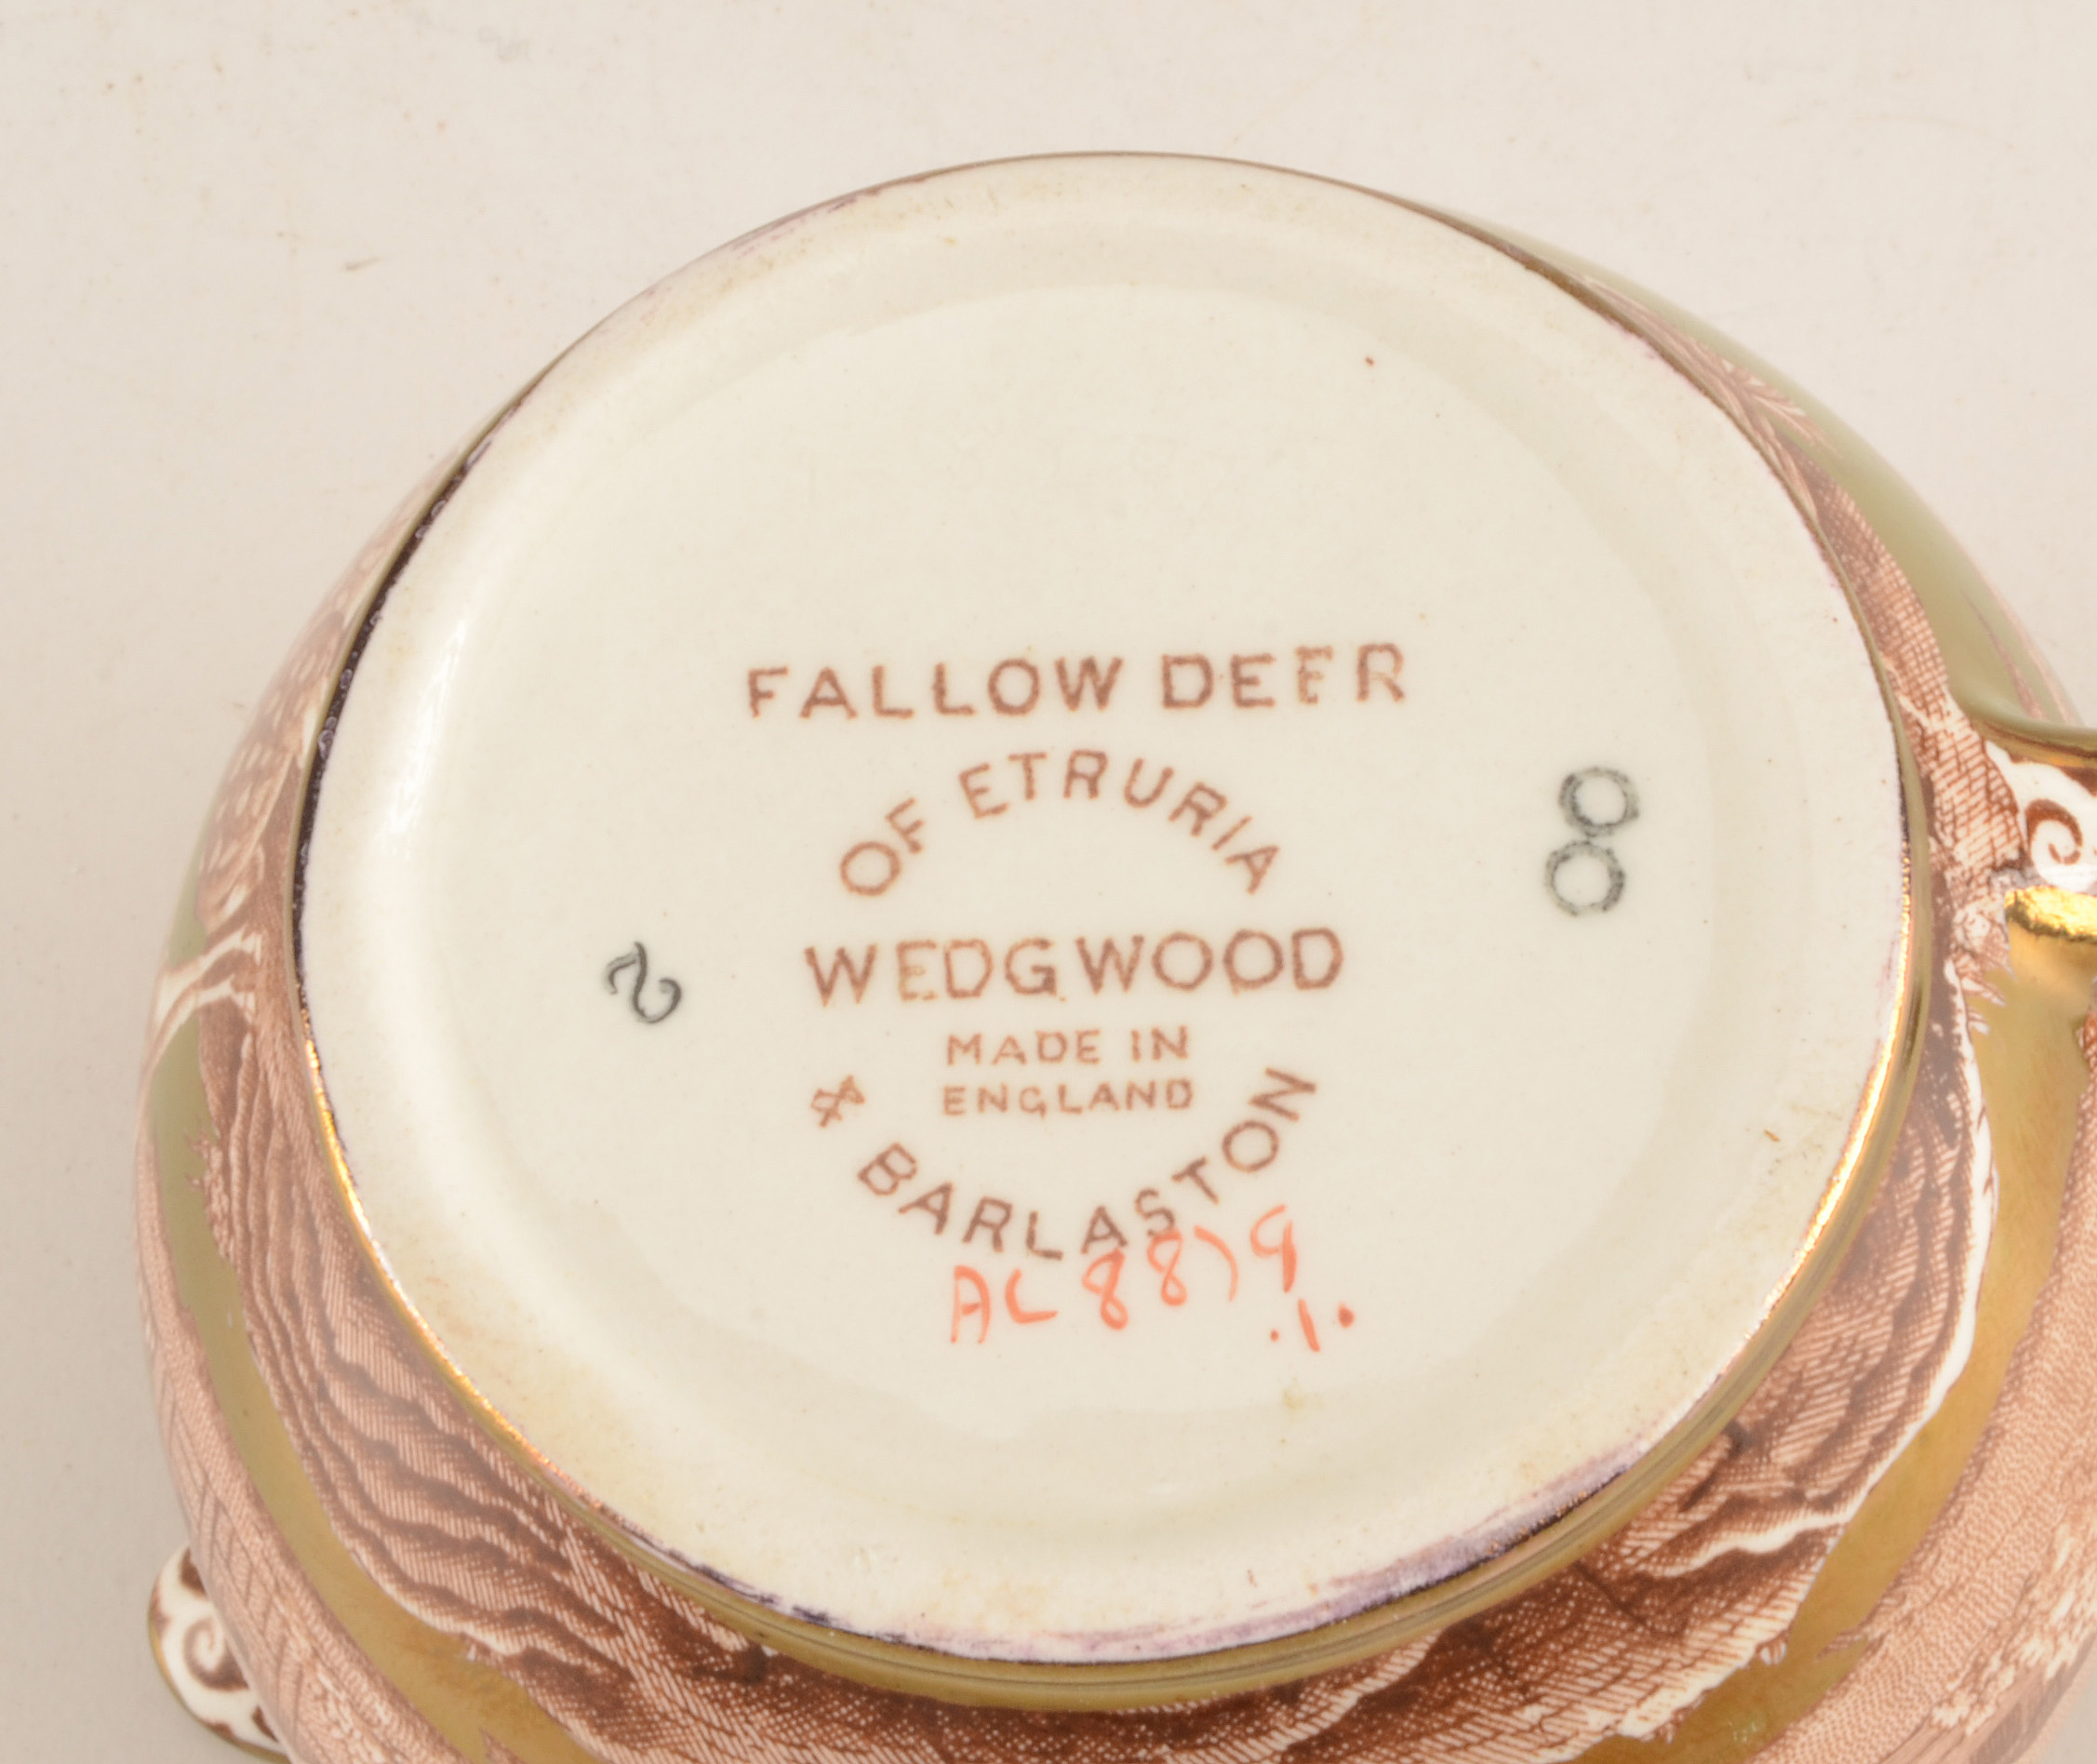 FALLOW DEER
OF ETRURIA
WEDGWOOD
MADE IN
ENGLAND
& BARLASTON
AL8879
.1.
2
8